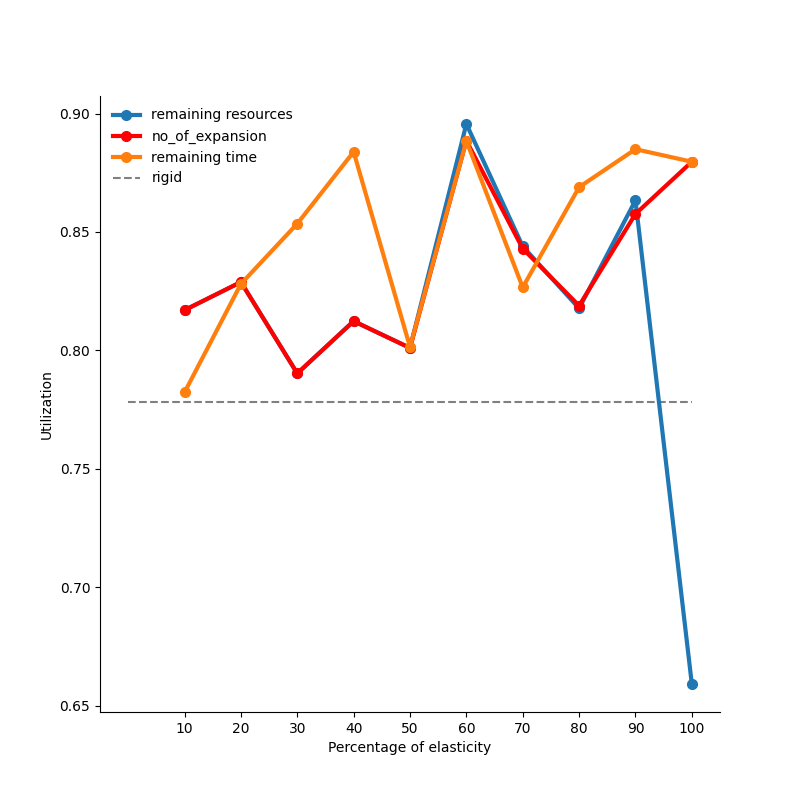 remaining resources
no_of_expansion
remaining time
rigid
0.90
0.85
0.80
0.75
0.70
0.65
Utilization
10 20 30 40 50 60 70 80 90 100
Percentage of elasticity